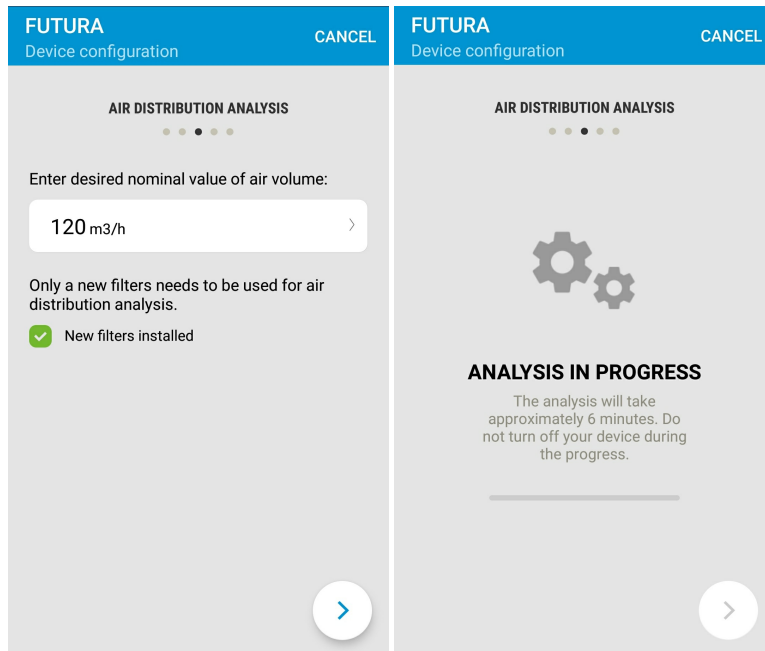 FUTURA
Device configuration
CANCEL
AIR DISTRIBUTION ANALYSIS
Enter desired nominal value of air volume:
120 m3/h
Only a new filters needs to be used for air
distribution analysis.
New filters installed
FUTURA
Device configuration
CANCEL
AIR DISTRIBUTION ANALYSIS
ANALYSIS IN PROGRESS
The analysis will take
approximately 6 minutes. Do
not turn off your device during
the progress.